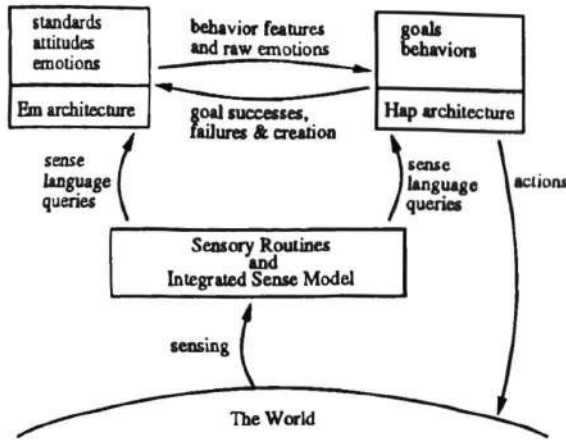 standards
attitudes
emotions
Em architecture
behavior features
and raw emotions
goal successes,
failures & creation
goals
behaviors
Hap architecture
sense
language
queries
sense
language
queries
actions
Sensory Routines
and
Integrated Sense Model
sensing
The World